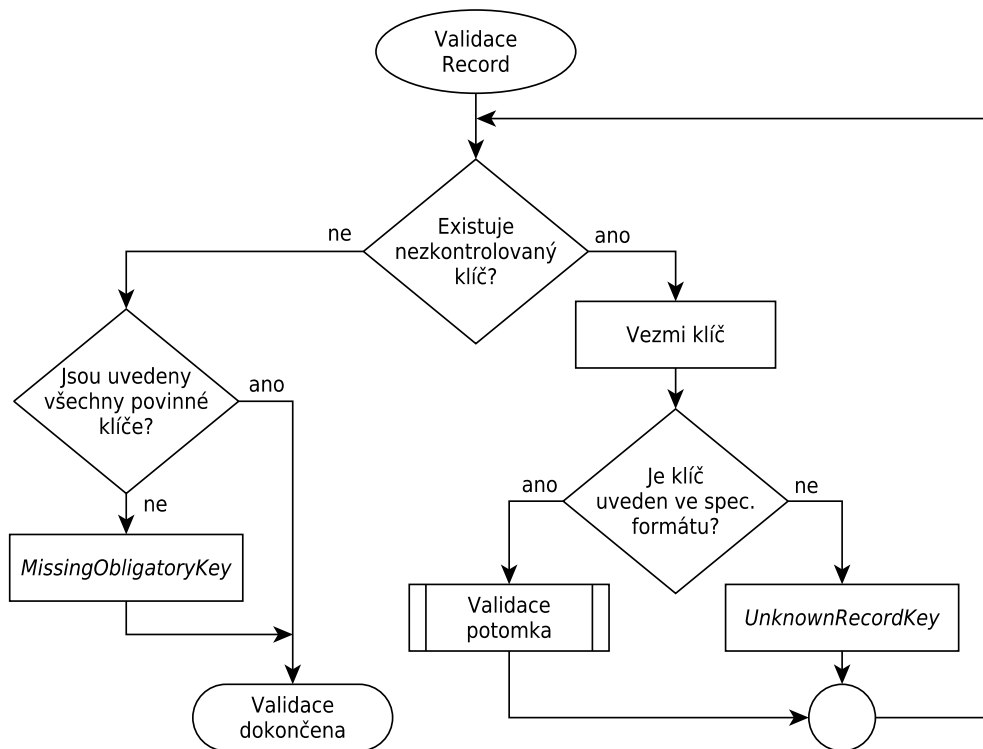 Validace
Record
Existuje
nezkontrolovaný
klíč?
ne
ano
Vezmi klíč
Jsou uvedeny
všechny povinné
klíče?
ano
ne
Je klíč
uveden ve spec.
formátu?
ano
ne
MissingObligatoryKey
Validace
potomka
UnknownRecordKey
Validace
dokončena